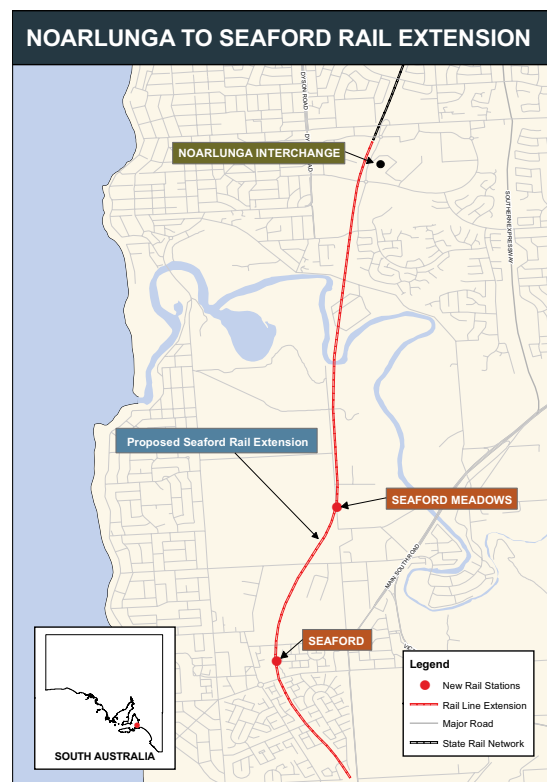 NOARLUNGA TO SEAFORD RAIL EXTENSION
DYSON ROAD
NOARLUNGA INTERCHANGE
SOUTHERN EXPRESSWAY
Proposed Seaford Rail Extension
SEAFORD MEADOWS
MAIN SOUTH ROAD
SEAFORD
SOUTH AUSTRALIA
Legend
New Rail Stations
Rail Line Extension
Major Road
State Rail Network